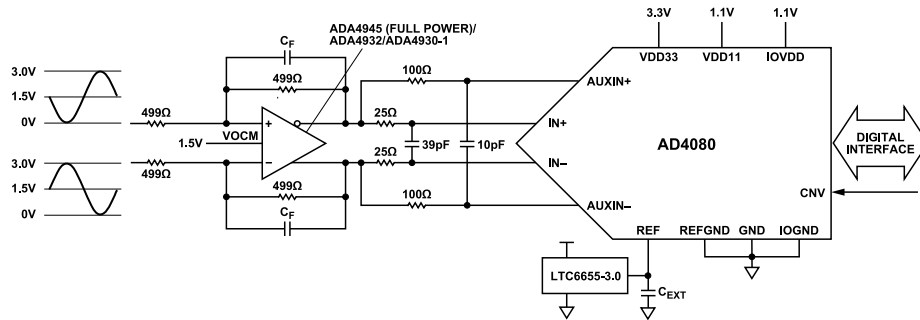 ADA4945 (FULL POWER)/
ADA4932/ADA4930-1
3.3V
1.1V
1.1V
CF
VDD33
VDD11
IOVDD
3.0V
1.5V
0V
499Ω
100Ω
AUXIN+
499Ω
25Ω
IN+
+
VOCM
1.5V
39pF
10pF
AD4080
DIGITAL
INTERFACE
3.0V
1.5V
0V
499Ω
−
25Ω
IN−
499Ω
100Ω
CNV
CF
AUXIN−
REF
REFGND
GND
IOGND
LTC6655-3.0
CEXT